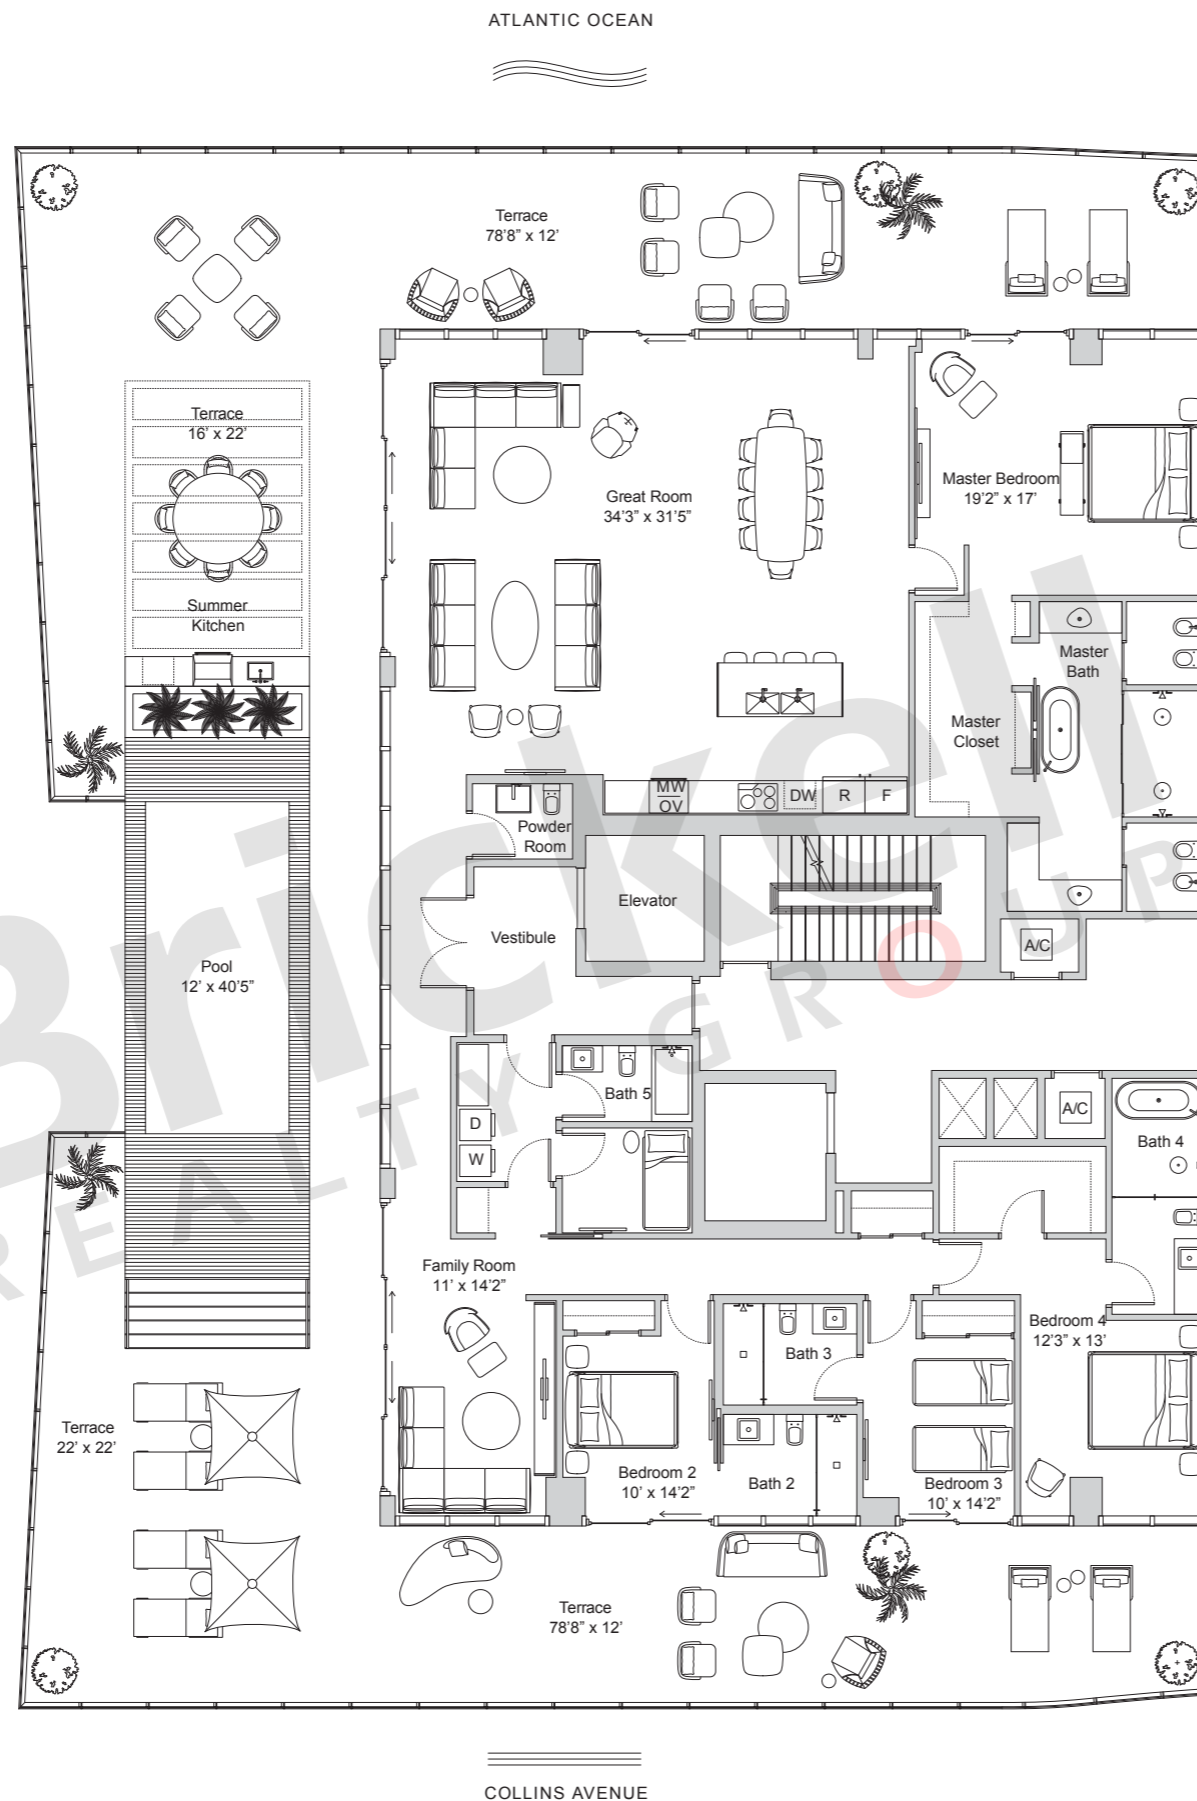 ATLANTIC OCEAN
Terrace
78’8” x 12’
Terrace
16’ x 22’
Great Room
34’3” x 31’5”
Master Bedroom
19’2” x 17’
Summer
Kitchen
Master
Bath
Master
Closet
MW
OV
DW
R
F
Powder
Room
Elevator
Vestibule
A/C
Pool
12’ x 40’5”
Brickell
REALTY GROUP
Bath 5
D
W
A/C
Bath 4
Family Room
11’ x 14’2”
Bedroom 4
12’3” x 13’
Bath 3
Terrace
22’ x 22’
Bedroom 2
10’ x 14’2”
Bath 2
Bedroom 3
10’ x 14’2”
Terrace
78’8” x 12’
COLLINS AVENUE